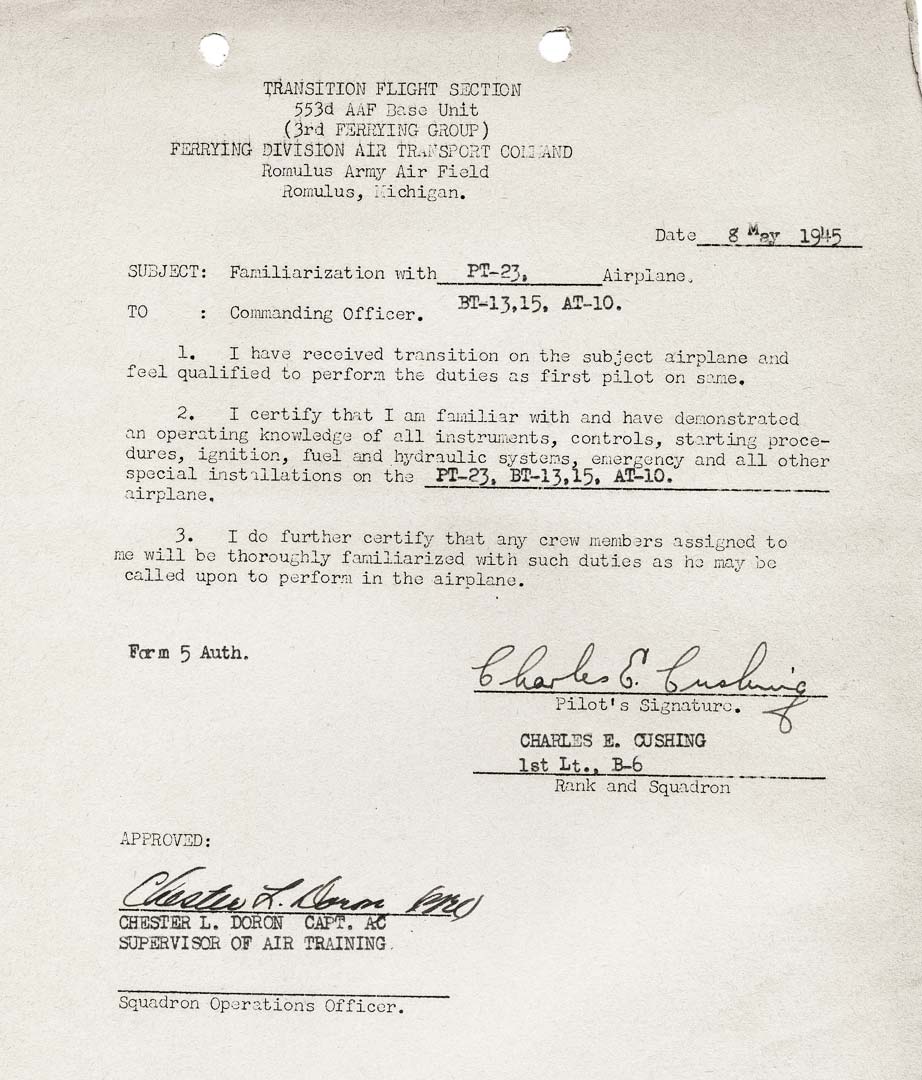 TRANSITION FLIGHT SECTION
553d AAF Base Unit
(3rd FERRYING GROUP)
FERRYING DIVISION AIR TRANSPORT COMMAND
Romulus Army Air Field
Romulus, Michigan.
Date 8 May 1945
SUBJECT: Familiarization with PT-23, Airplane.
BT-13,15, AT-10.
TO : Commanding Officer.
1. I have received transition on the subject airplane and
feel qualified to perform the duties as first pilot on same.
2. I certify that I am familiar with and have demonstrated
an operating knowledge of all instruments, controls, starting proce-
dures, ignition, fuel and hydraulic systems, emergency and all other
special installations on the PT-23, BT-13,15, AT-10.
airplane.
3. I do further certify that any crew members assigned to
me will be thoroughly familiarized with such duties as he may be
called upon to perform in the airplane.
Form 5 Auth.
Charles E. Cushing
Pilot's Signature.
CHARLES E. CUSHING
1st Lt., B-6
Rank and Squadron
APPROVED:
Chester L. Doron
CHESTER L. DORON CAPT. AC
SUPERVISOR OF AIR TRAINING.
Squadron Operations Officer.